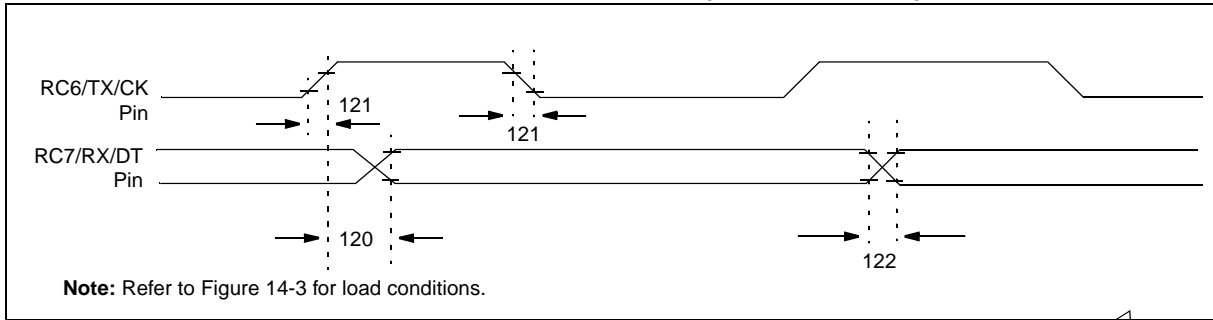 RC6/TX/CK
Pin
121
121
RC7/RX/DT
Pin
120
122
Note: Refer to Figure 14-3 for load conditions.